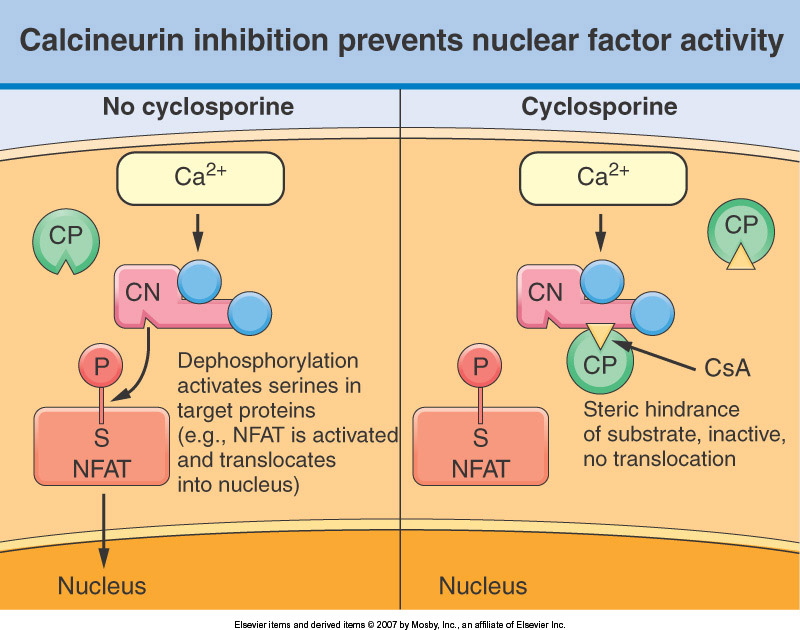 Calcineurin inhibition prevents nuclear factor activity
No cyclosporine
Ca2+
CP
CN
P
Dephosphorylation
activates serines in
target proteins
(e.g., NFAT is activated
and translocates
into nucleus)
S
NFAT
Nucleus
Cyclosporine
Ca2+
CP
CN
CP
CsA
P
Steric hindrance
of substrate, inactive,
no translocation
S
NFAT
Nucleus
Elsevier items and derived items © 2007 by Mosby, Inc., an affiliate of Elsevier Inc.